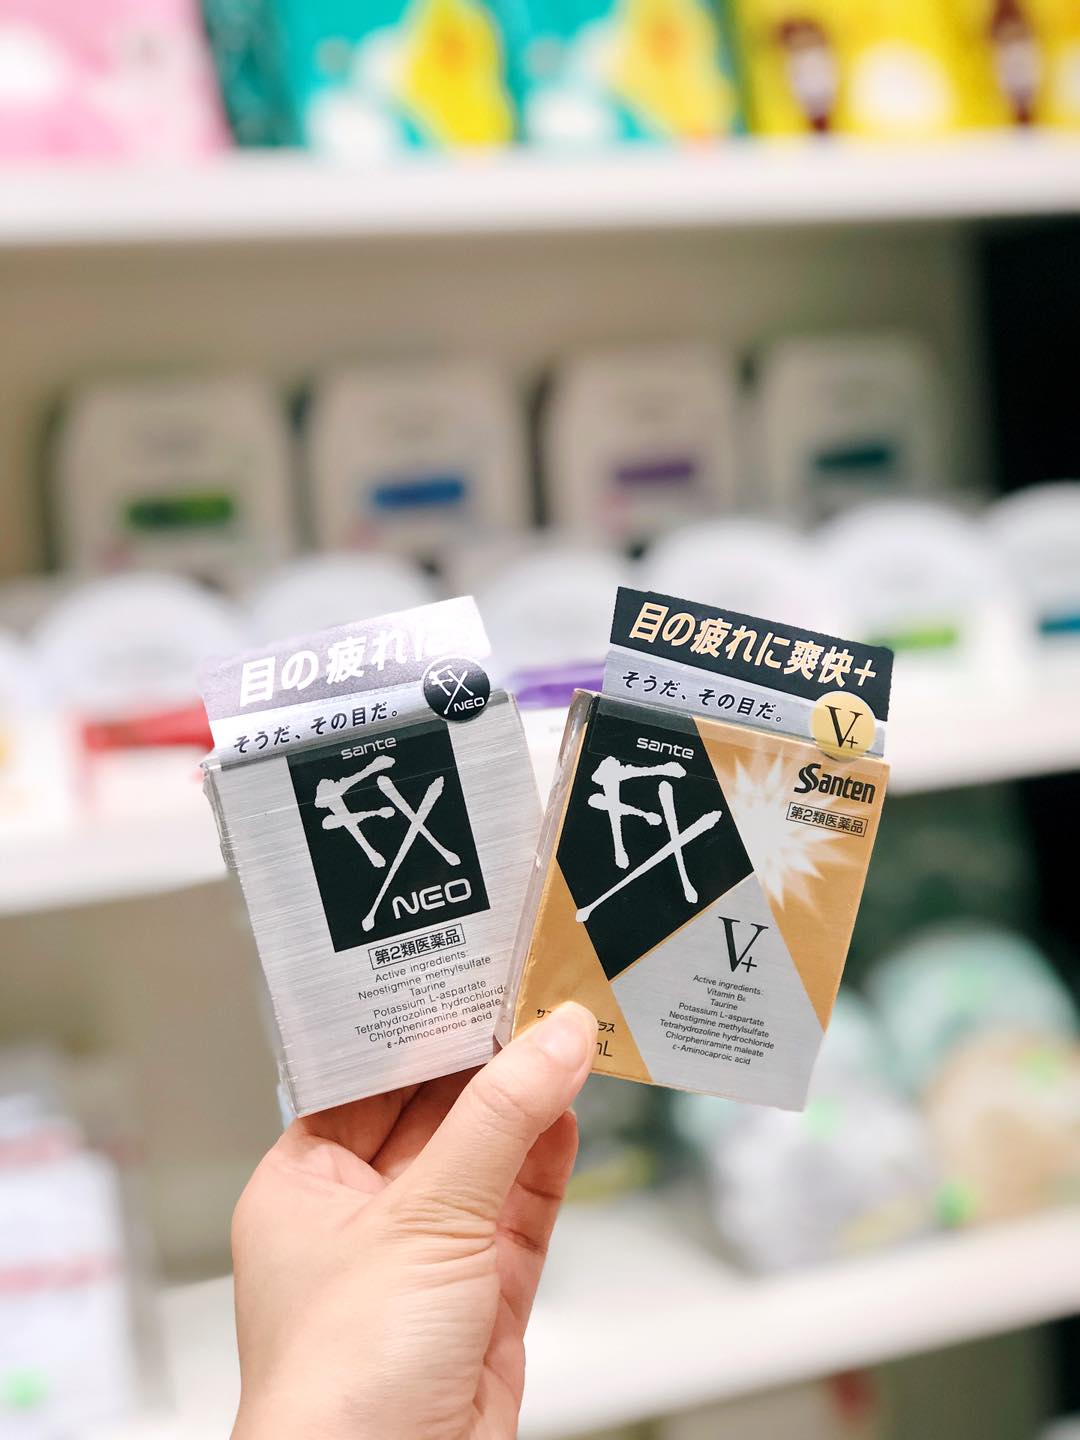 目の疲れに
FX
NEO
そうだ、その目だ。
sante
FX
NEO
第2類医薬品
Active ingredients:
Neostigmine methylsulfate
Taurine
Potassium L-aspartate
Tetrahydrozoline hydrochloride
Chlorpheniramine maleate
ε-Aminocaproic acid
目の疲れに爽快+
そうだ、その目だ。
V+
sante
FX
Santen
第2類医薬品
V+
Active ingredients:
Vitamin B₆
Taurine
Potassium L-aspartate
Neostigmine methylsulfate
Tetrahydrozoline hydrochloride
Chlorpheniramine maleate
ε-Aminocaproic acid